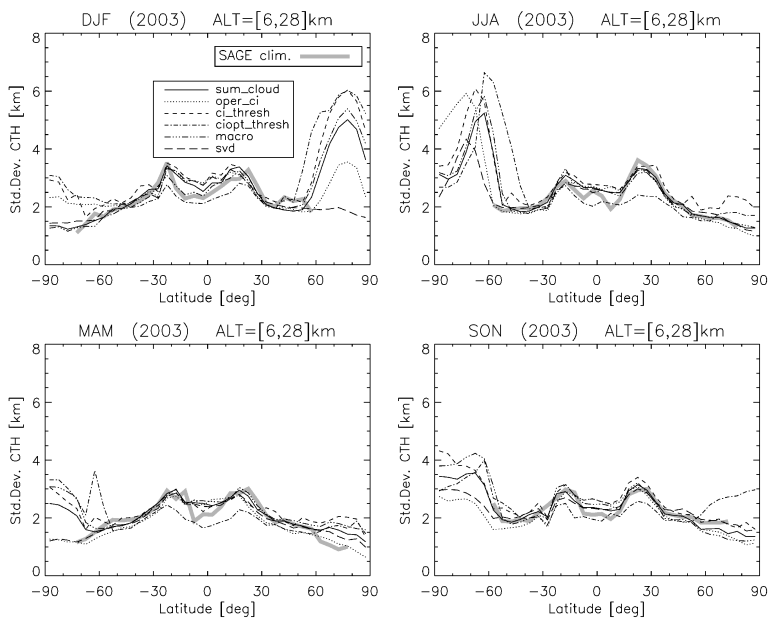 DJF (2003) ALT=[6,28]km
Std.Dev. CTH [km]
8
6
4
2
0
SAGE clim.
sum_cloud
oper_ci
ci_thresh
ciopt_thresh
macro
svd
−90 −60 −30 0 30 60 90
Latitude [deg]
JJA (2003) ALT=[6,28]km
Std.Dev. CTH [km]
8
6
4
2
0
−90 −60 −30 0 30 60 90
Latitude [deg]
MAM (2003) ALT=[6,28]km
Std.Dev. CTH [km]
8
6
4
2
0
−90 −60 −30 0 30 60 90
Latitude [deg]
SON (2003) ALT=[6,28]km
Std.Dev. CTH [km]
8
6
4
2
0
−90 −60 −30 0 30 60 90
Latitude [deg]